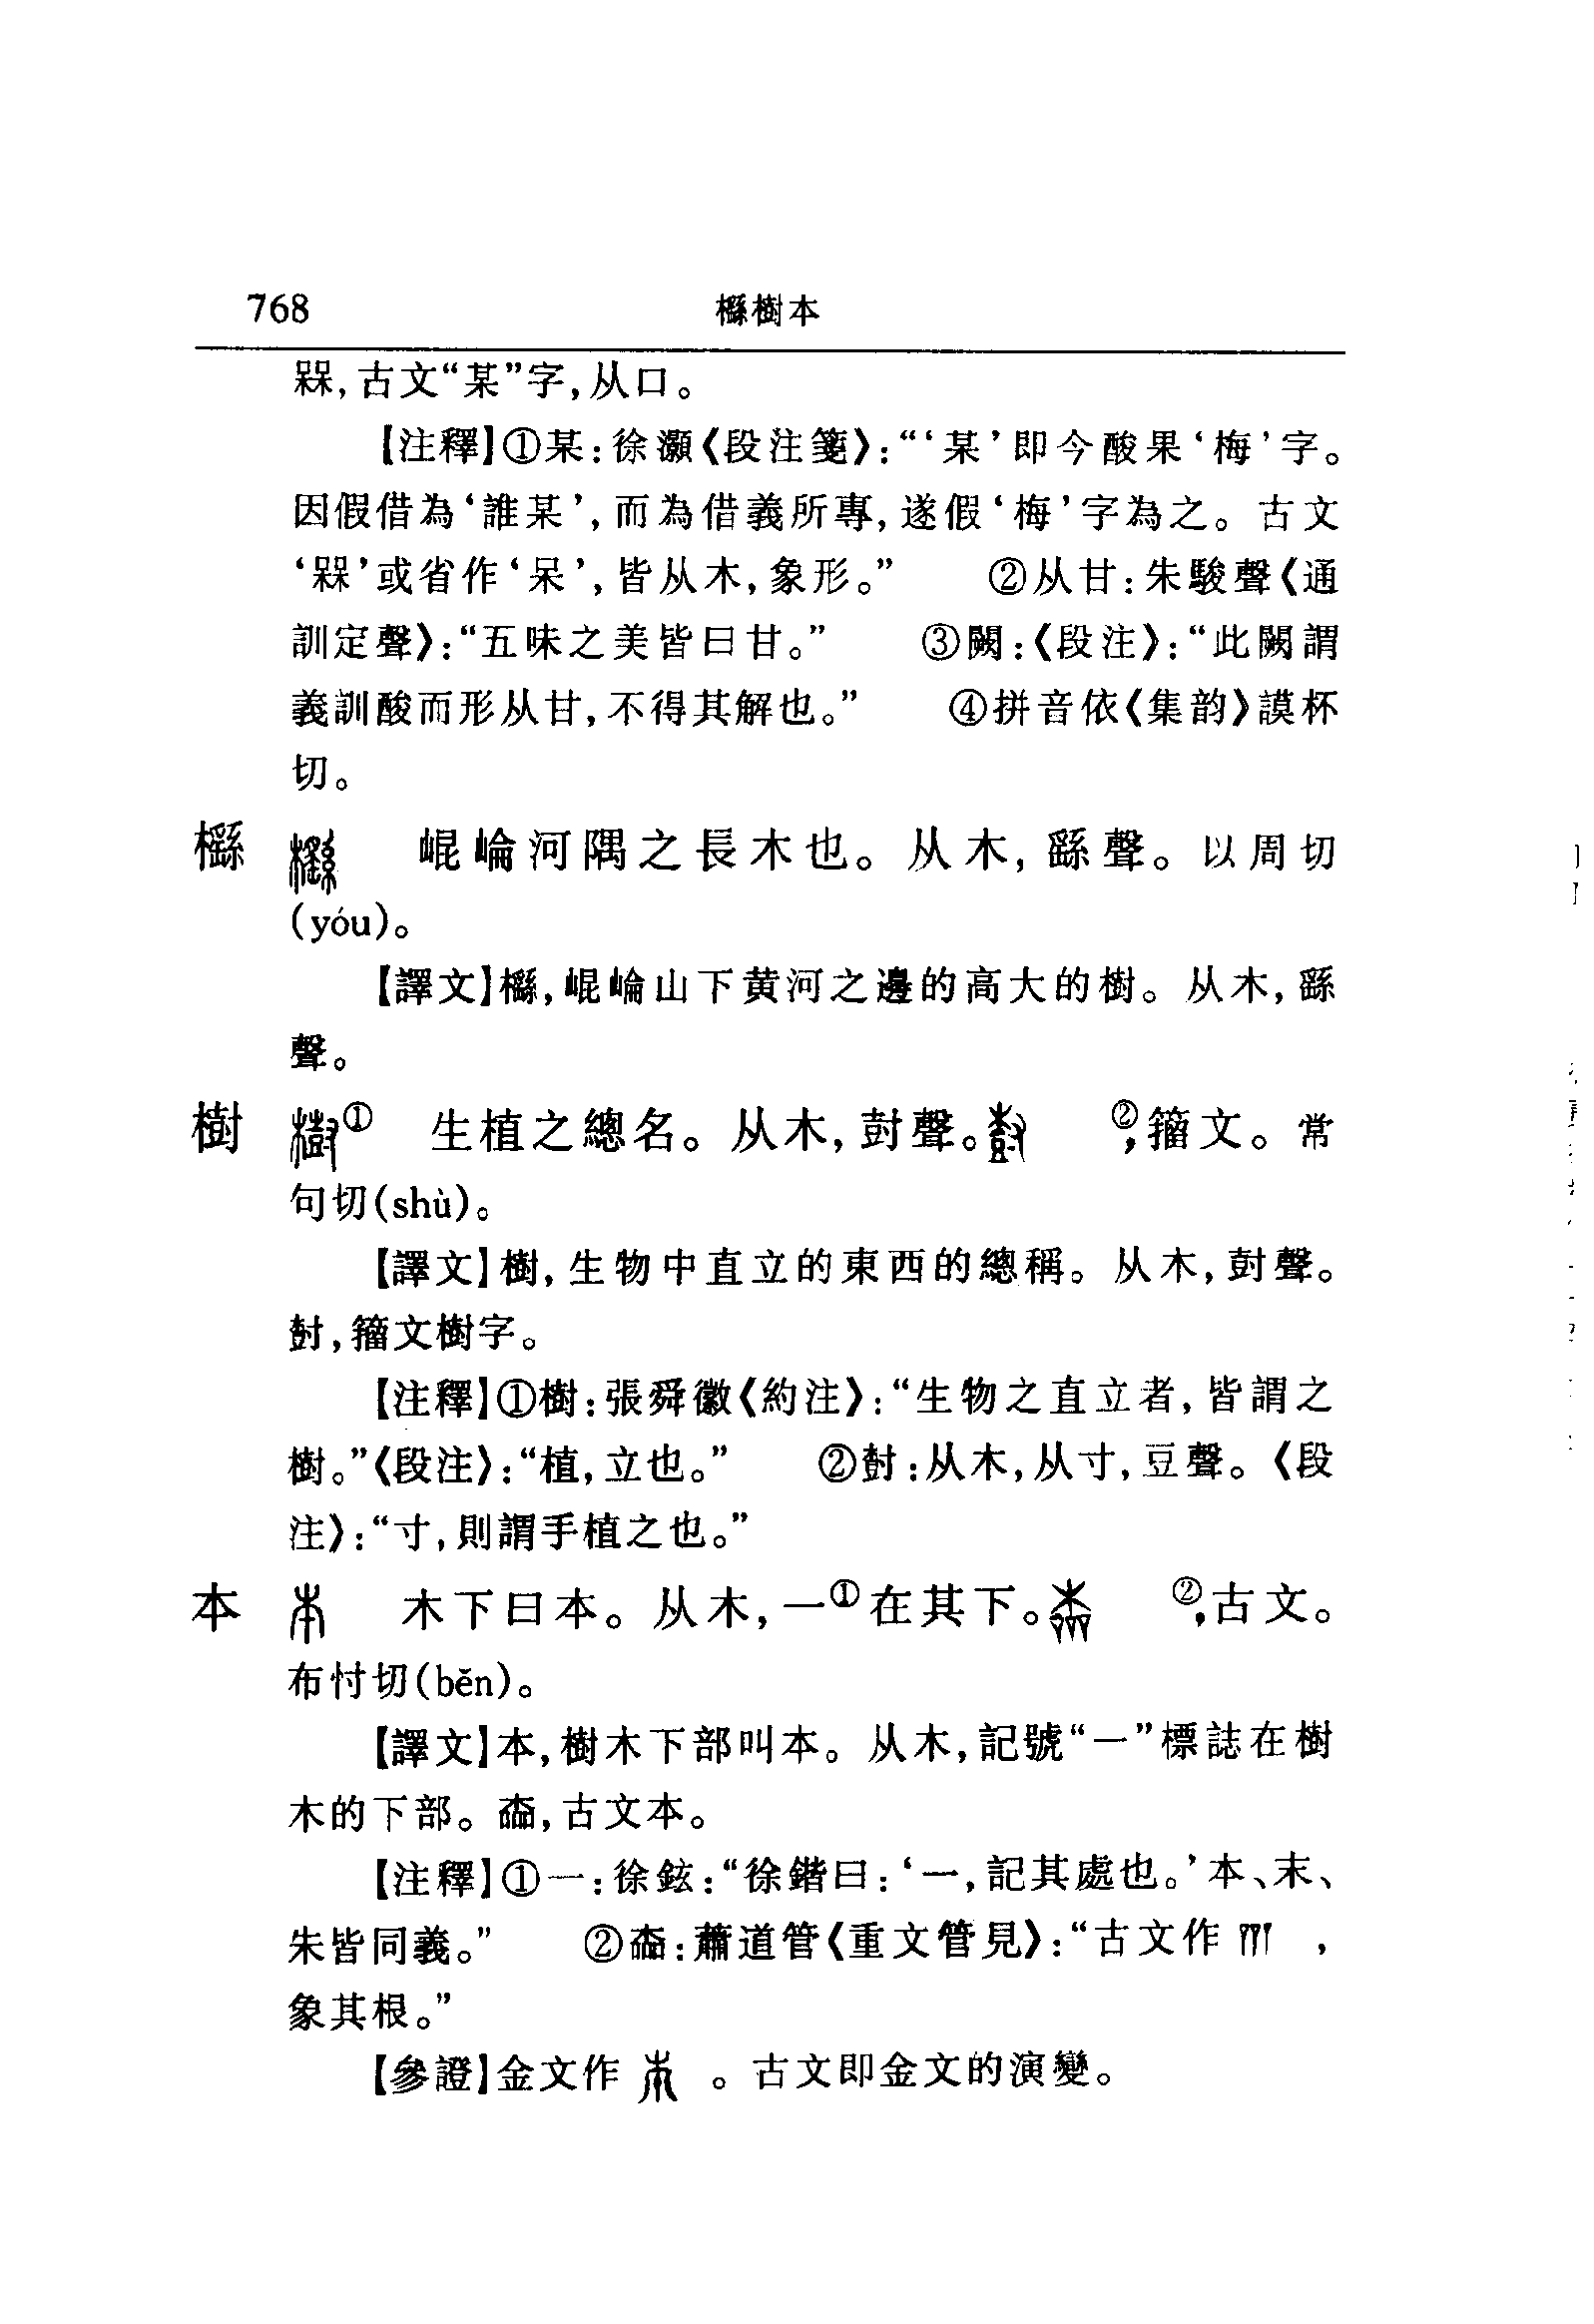 768 櫾樹本
槑,古文“某”字,从口。
【注釋】①某:徐灝《段注箋》:“‘某’即今酸果‘梅’字。
因假借為‘誰某’,而為借義所專,遂假‘梅’字為之。古文
‘槑’或省作‘呆’,皆从木,象形。” ②从甘:朱駿聲《通
訓定聲》:“五味之美皆曰甘。” ③闕:《段注》:“此闕謂
義訓酸而形从甘,不得其解也。” ④拼音依《集韵》謨杯
切。
櫾 崐崘河隅之長木也。从木,繇聲。以周切
(yóu)。
【譯文】櫾,崐崘山下黄河之邊的高大的樹。从木,繇
聲。
樹 ① 生植之總名。从木,尌聲。 ②,籀文。常
句切(shù)。
【譯文】樹,生物中直立的東西的總稱。从木,尌聲。
尌,籀文樹字。
【注釋】①樹:張舜徽《約注》:“生物之直立者,皆謂之
樹。”《段注》:“植,立也。” ②尌:从木,从寸,豆聲。《段
注》:“寸,則謂手植之也。”
本 木下曰本。从木,一①在其下。 ②,古文。
布忖切(běn)。
【譯文】本,樹木下部叫本。从木,記號“一”標誌在樹
木的下部。楍,古文本。
【注釋】①一:徐鉉:“徐鍇曰:‘一,記其處也。’本、末、
朱皆同義。” ②楍:蕭道管《重文管見》:“古文作 ,
象其根。”
【參證】金文作 。古文即金文的演變。